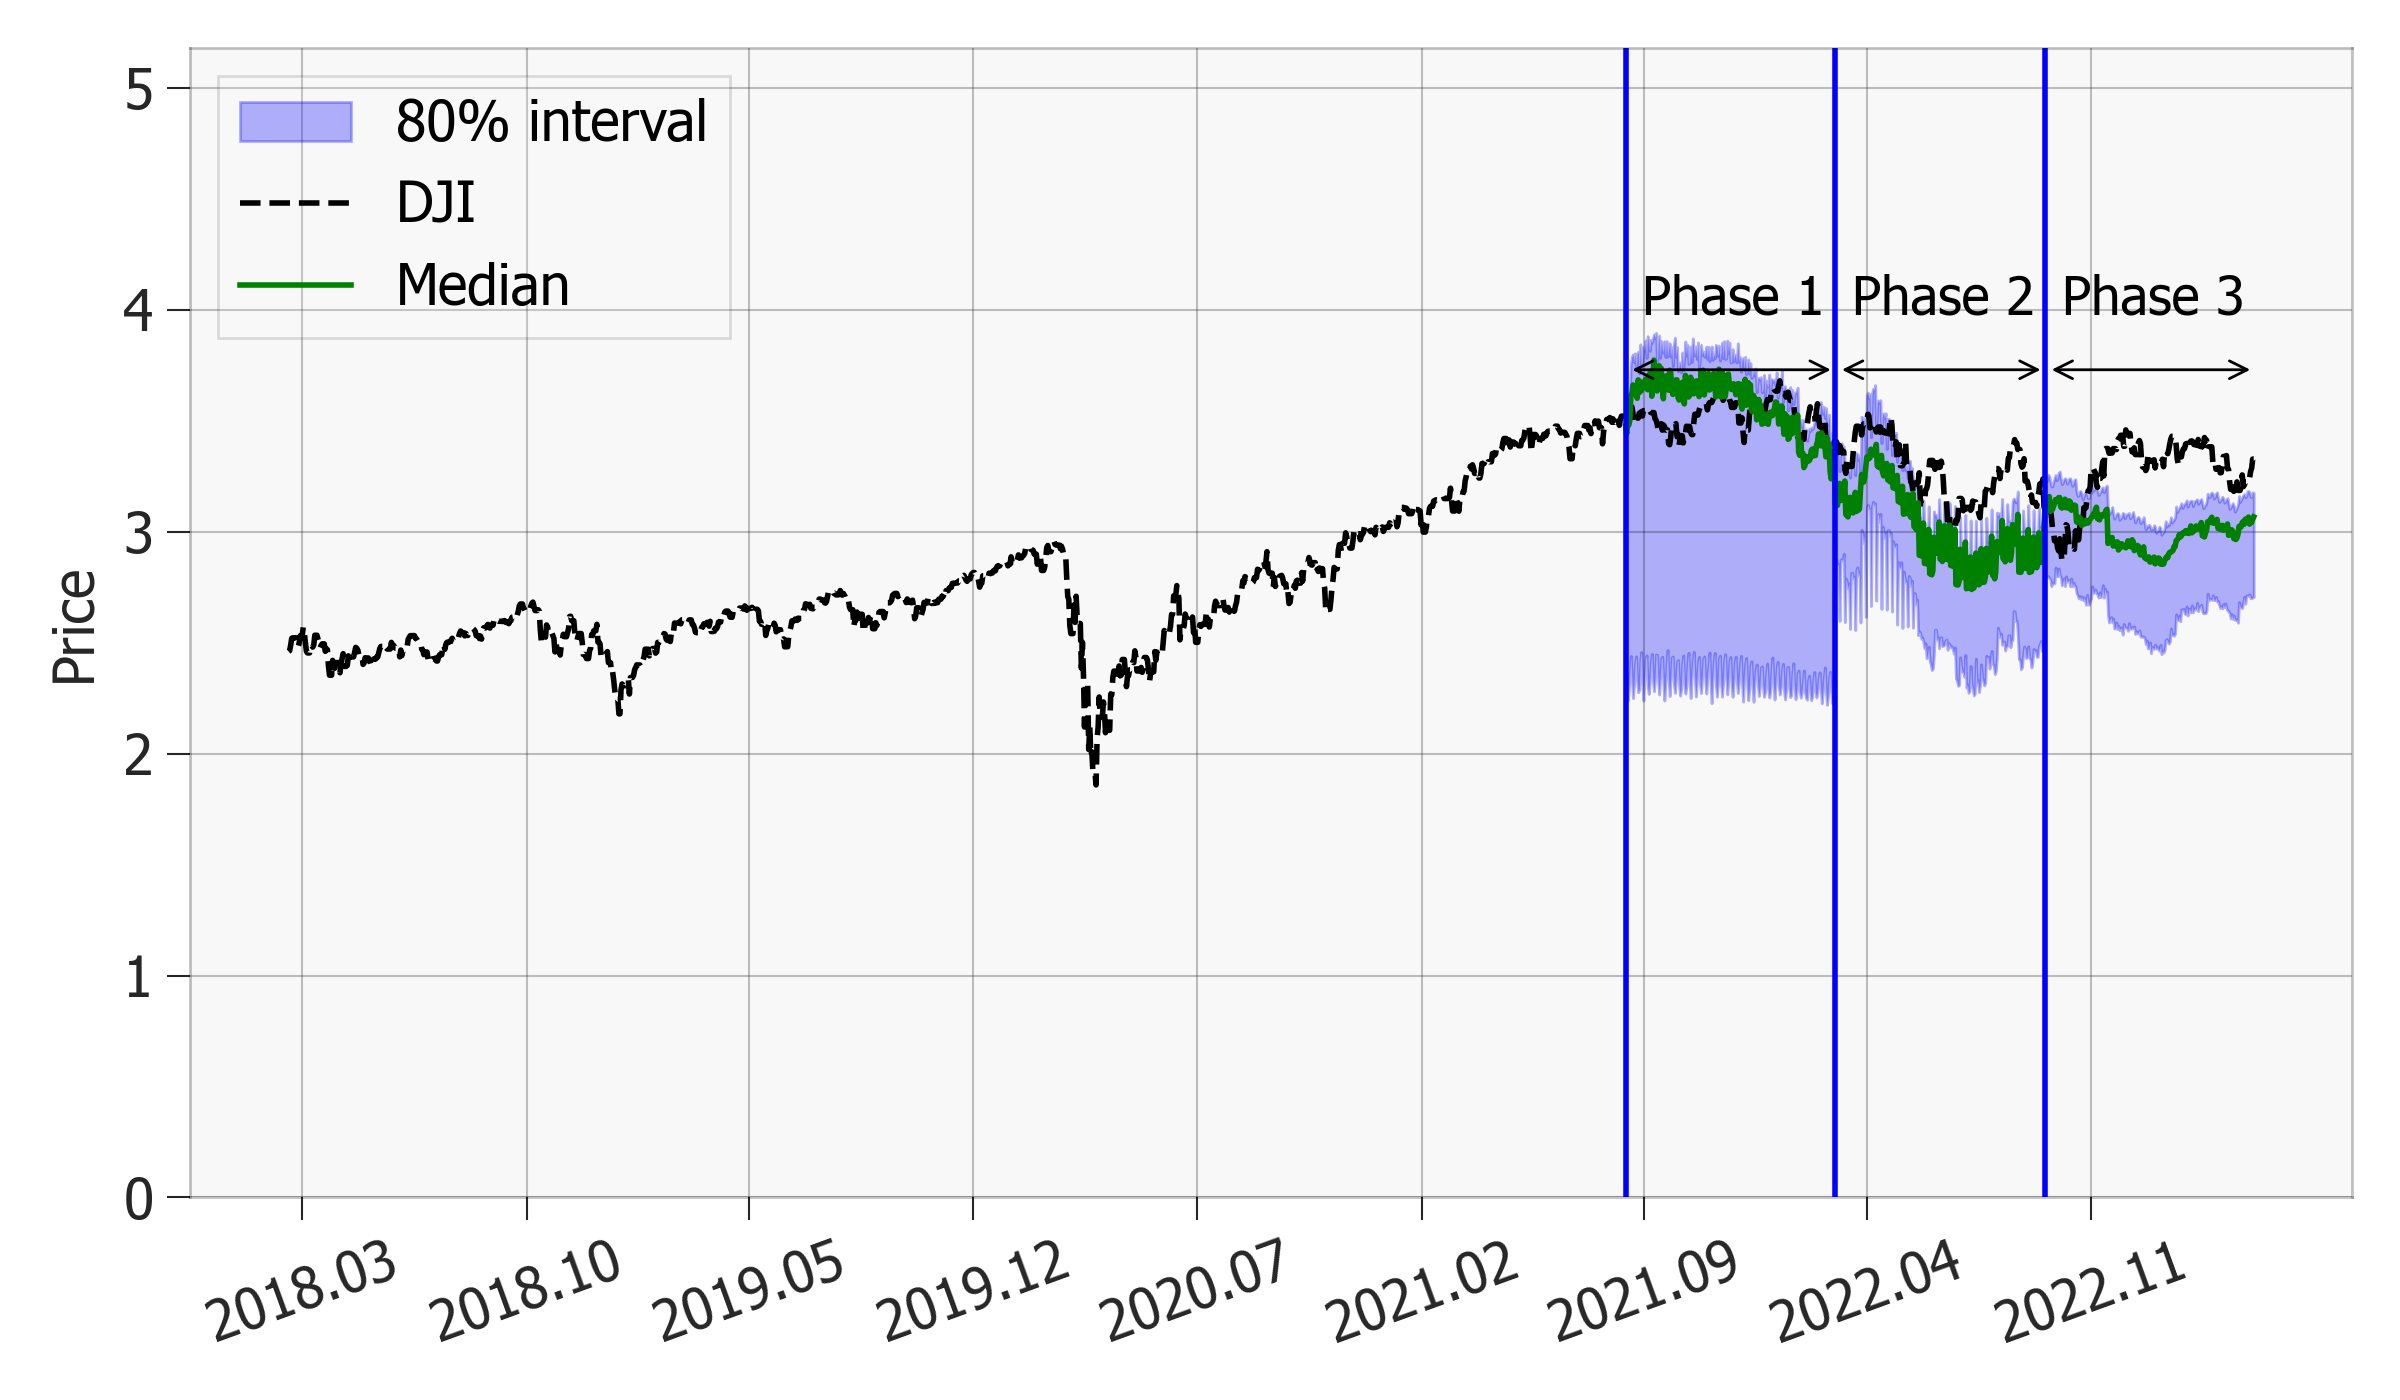 80% interval
DJI
Median
Phase 1
Phase 2
Phase 3
Price
5
4
3
2
1
0
2018.03
2018.10
2019.05
2019.12
2020.07
2021.02
2021.09
2022.04
2022.11